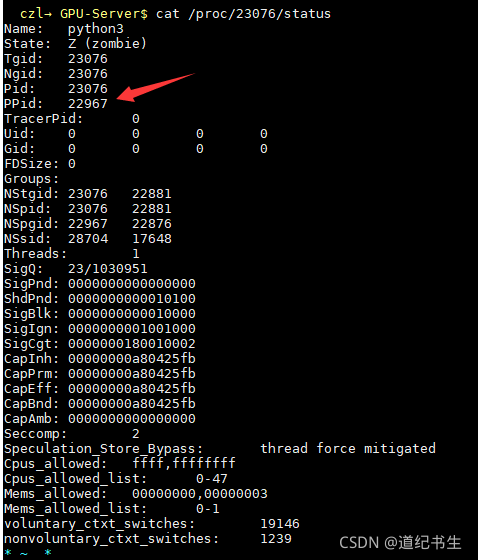 czl→ GPU-Server$ cat /proc/23076/status
Name: python3
State: Z (zombie)
Tgid: 23076
Ngid: 23076
Pid: 23076
PPid: 22967
TracerPid: 0
Uid: 0 0 0 0
Gid: 0 0 0 0
FDSize: 0
Groups:
NStgid: 23076 22881
NSpid: 23076 22881
NSpgid: 22967 22876
NSsid: 28704 17648
Threads: 1
SigQ: 23/1030951
SigPnd: 0000000000000000
ShdPnd: 0000000000010100
SigBlk: 0000000000010000
SigIgn: 0000000001001000
SigCgt: 0000000180010002
CapInh: 00000000a80425fb
CapPrm: 00000000a80425fb
CapEff: 00000000a80425fb
CapBnd: 00000000a80425fb
CapAmb: 0000000000000000
Seccomp: 2
Speculation_Store_Bypass: thread force mitigated
Cpus_allowed: ffff,ffffffff
Cpus_allowed_list: 0-47
Mems_allowed: 00000000,00000003
Mems_allowed_list: 0-1
voluntary_ctxt_switches: 19146
nonvoluntary_ctxt_switches: 1239
* ~ *
CSDN @道纪书生